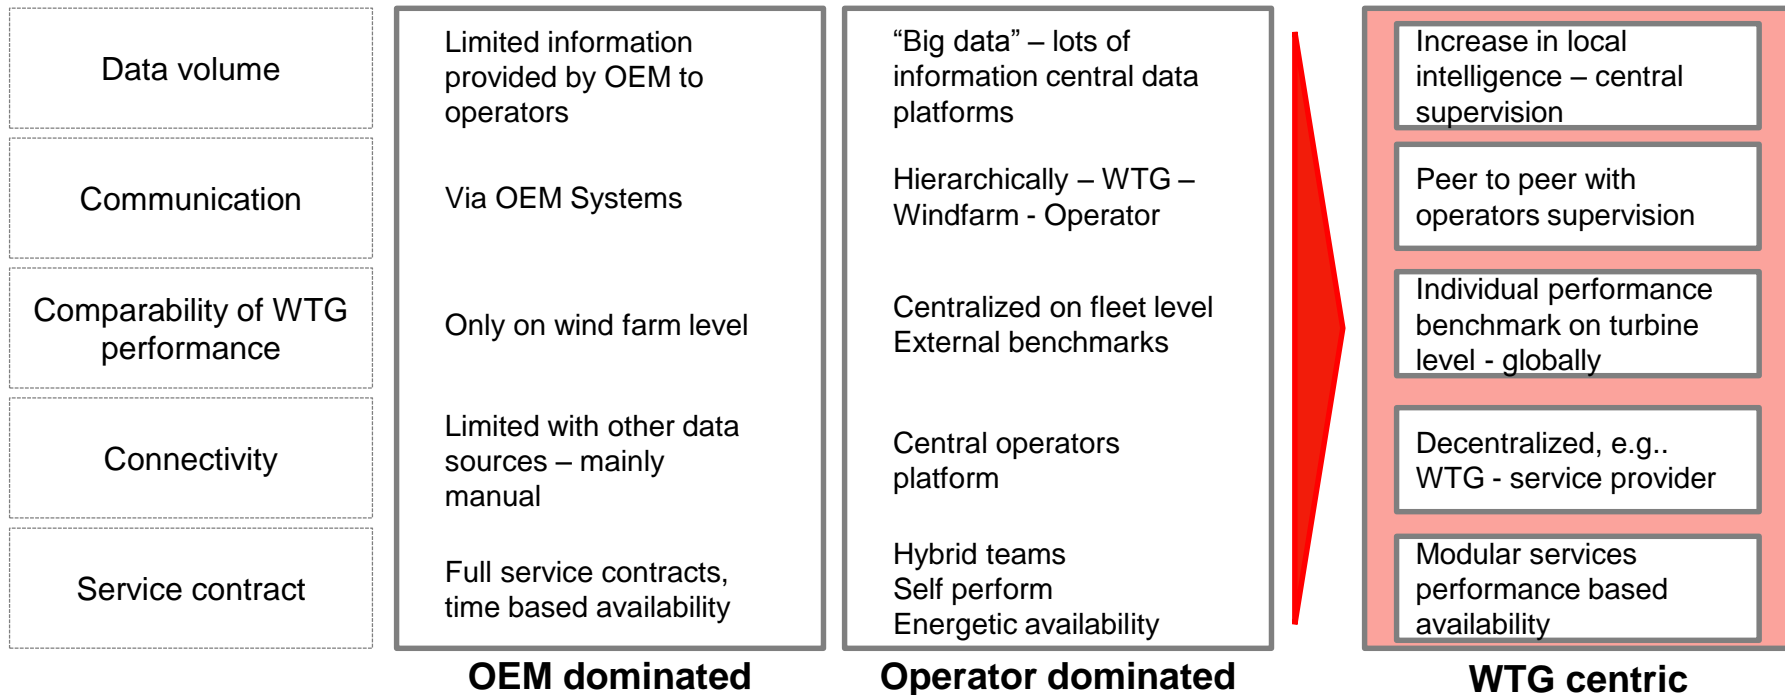 Data volume
Limited information
provided by OEM to
operators
“Big data” – lots of
information central data
platforms
Increase in local
intelligence – central
supervision
Communication
Via OEM Systems
Hierarchically – WTG –
Windfarm - Operator
Peer to peer with
operators supervision
Comparability of WTG
performance
Only on wind farm level
Centralized on fleet level
External benchmarks
Individual performance
benchmark on turbine
level - globally
Connectivity
Limited with other data
sources – mainly
manual
Central operators
platform
Decentralized, e.g..
WTG - service provider
Service contract
Full service contracts,
time based availability
Hybrid teams
Self perform
Energetic availability
Modular services
performance based
availability
OEM dominated
Operator dominated
WTG centric